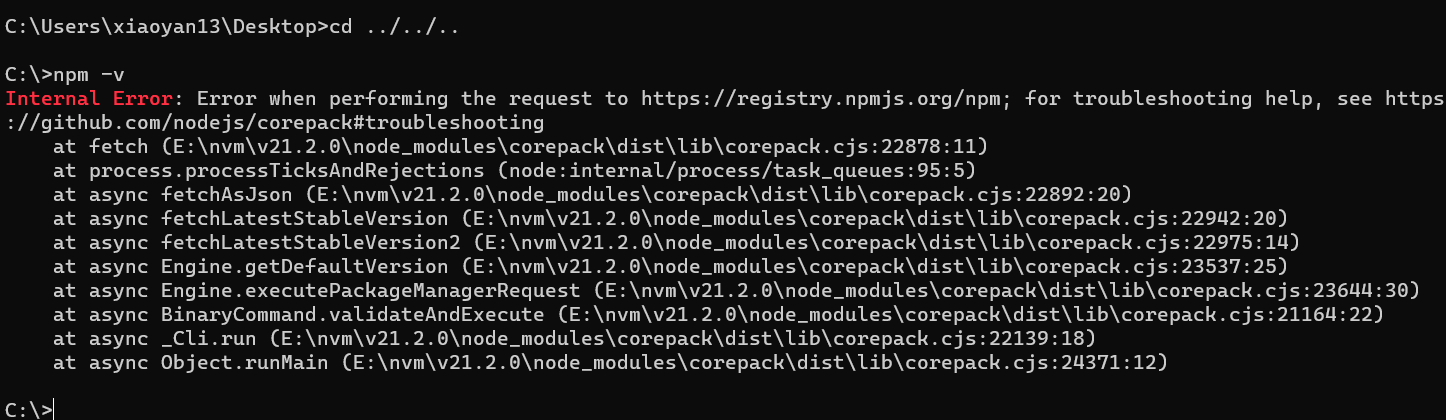 C:\Users\xiaoyan13\Desktop>cd ../../..
C:\>npm -v
Internal Error: Error when performing the request to https://registry.npmjs.org/npm; for troubleshooting help, see https
://github.com/nodejs/corepack#troubleshooting
    at fetch (E:\nvm\v21.2.0\node_modules\corepack\dist\lib\corepack.cjs:22878:11)
    at process.processTicksAndRejections (node:internal/process/task_queues:95:5)
    at async fetchAsJson (E:\nvm\v21.2.0\node_modules\corepack\dist\lib\corepack.cjs:22892:20)
    at async fetchLatestStableVersion (E:\nvm\v21.2.0\node_modules\corepack\dist\lib\corepack.cjs:22942:20)
    at async fetchLatestStableVersion2 (E:\nvm\v21.2.0\node_modules\corepack\dist\lib\corepack.cjs:22975:14)
    at async Engine.getDefaultVersion (E:\nvm\v21.2.0\node_modules\corepack\dist\lib\corepack.cjs:23537:25)
    at async Engine.executePackageManagerRequest (E:\nvm\v21.2.0\node_modules\corepack\dist\lib\corepack.cjs:23644:30)
    at async BinaryCommand.validateAndExecute (E:\nvm\v21.2.0\node_modules\corepack\dist\lib\corepack.cjs:21164:22)
    at async _Cli.run (E:\nvm\v21.2.0\node_modules\corepack\dist\lib\corepack.cjs:22139:18)
    at async Object.runMain (E:\nvm\v21.2.0\node_modules\corepack\dist\lib\corepack.cjs:24371:12)
C:\>